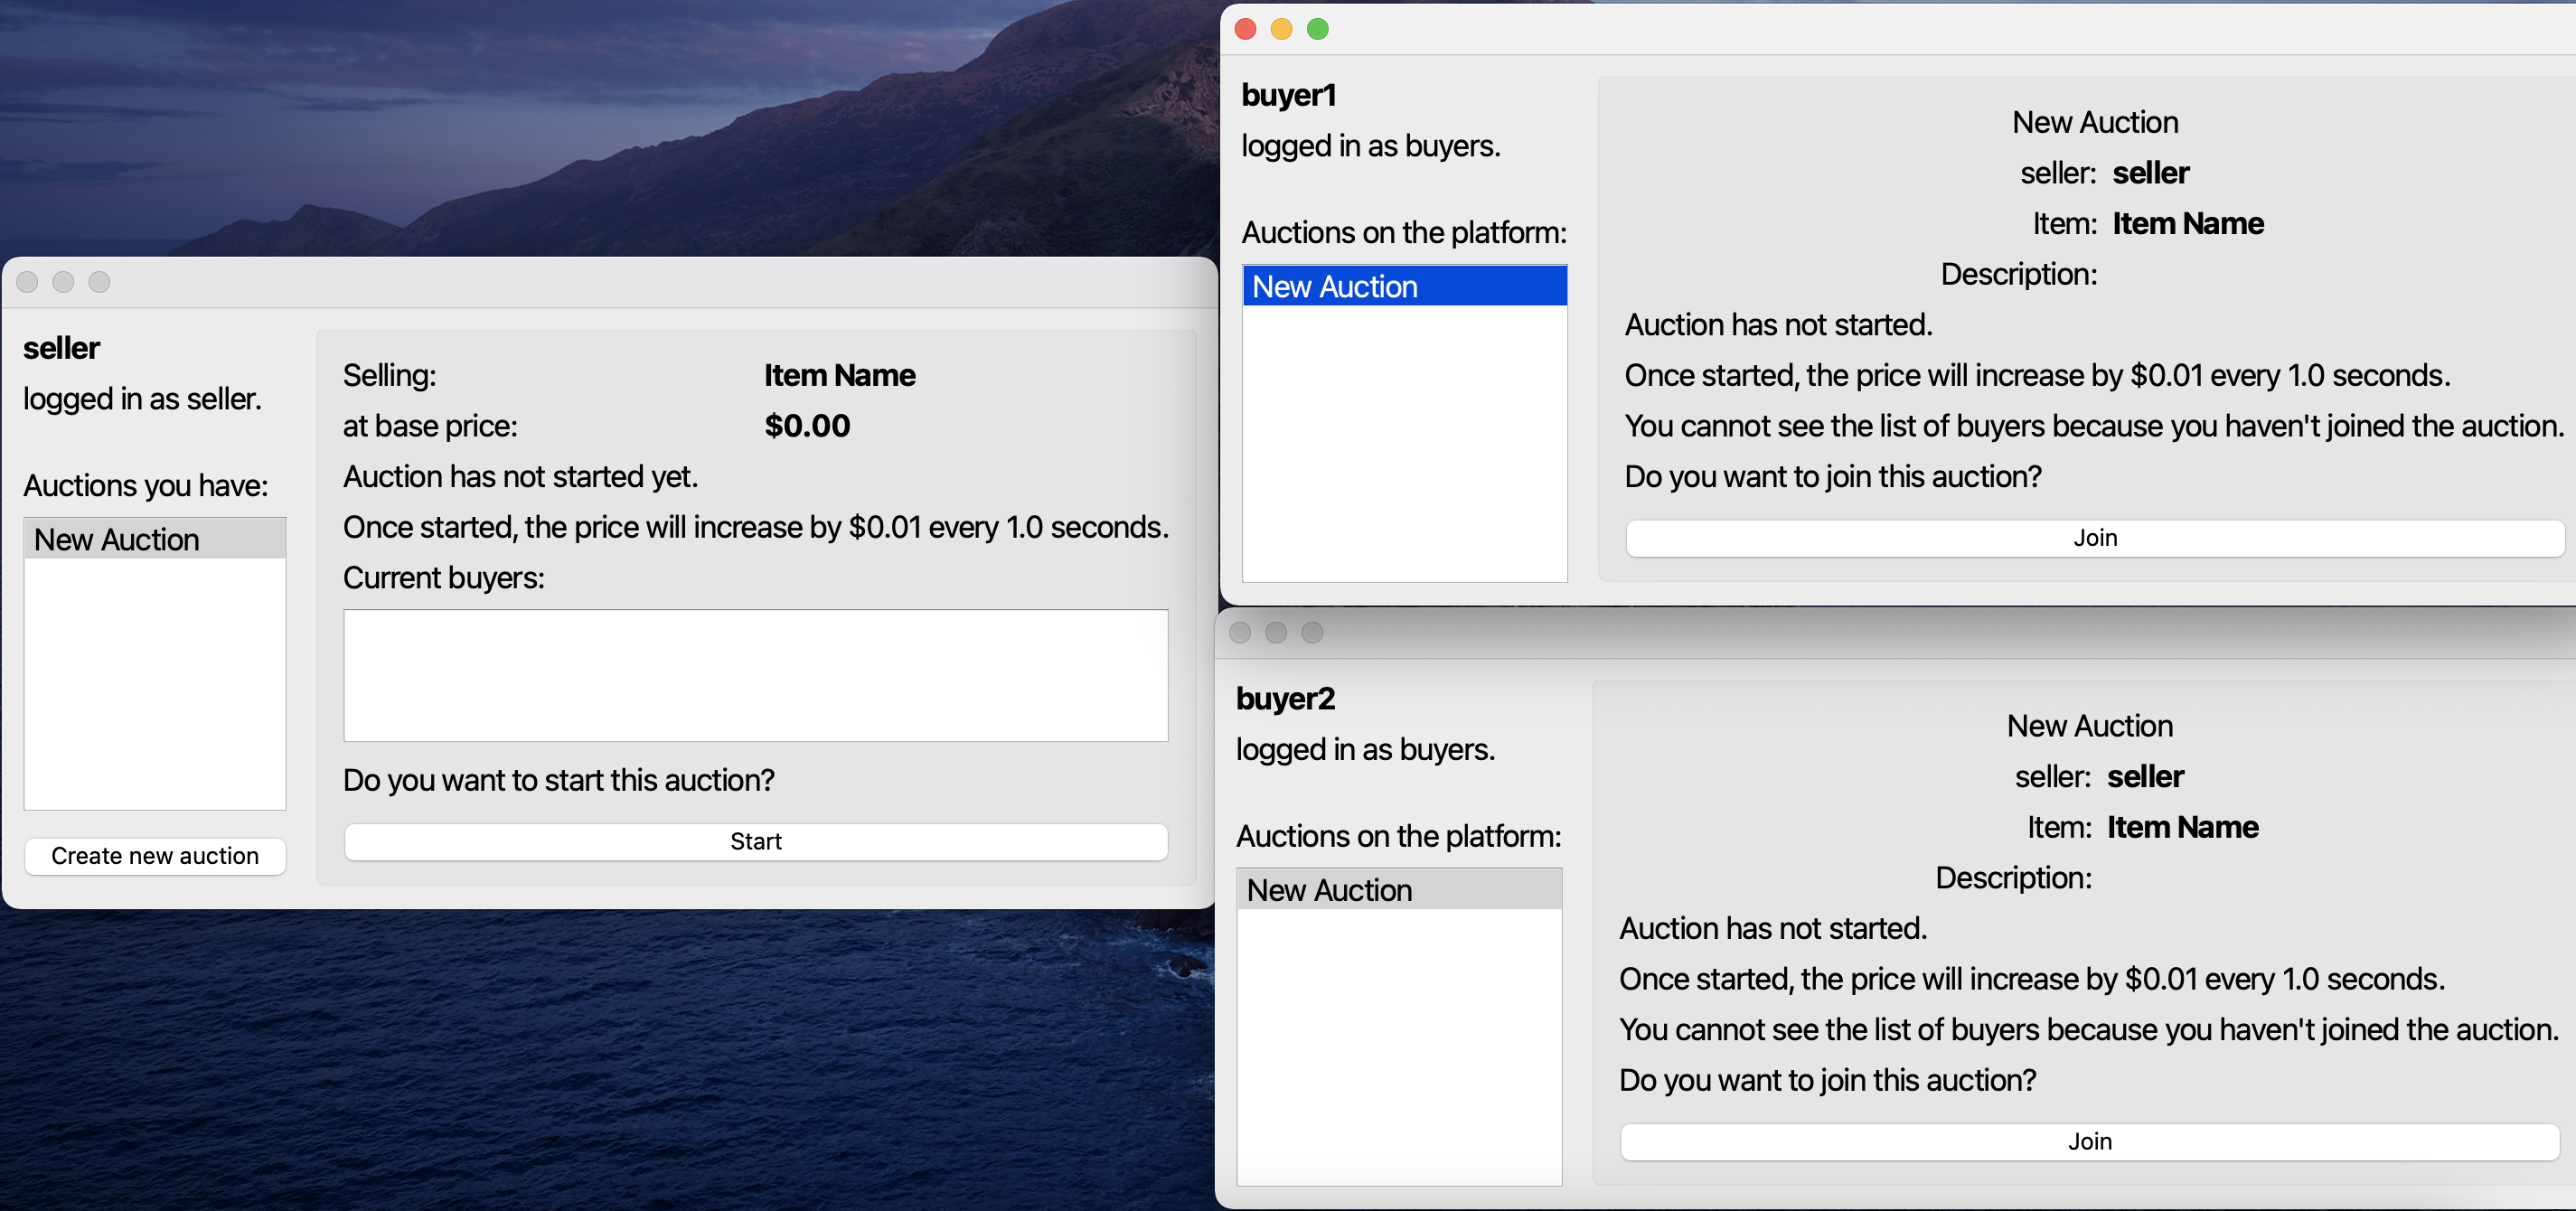 seller
logged in as seller.
Auctions you have:
New Auction
Create new auction
Selling: Item Name
at base price: $0.00
Auction has not started yet.
Once started, the price will increase by $0.01 every 1.0 seconds.
Current buyers:
Do you want to start this auction?
Start
buyer1
logged in as buyers.
Auctions on the platform:
New Auction
New Auction
seller: seller
Item: Item Name
Description:
Auction has not started.
Once started, the price will increase by $0.01 every 1.0 seconds.
You cannot see the list of buyers because you haven't joined the auction.
Do you want to join this auction?
Join
buyer2
logged in as buyers.
Auctions on the platform:
New Auction
New Auction
seller: seller
Item: Item Name
Description:
Auction has not started.
Once started, the price will increase by $0.01 every 1.0 seconds.
You cannot see the list of buyers because you haven't joined the auction.
Do you want to join this auction?
Join